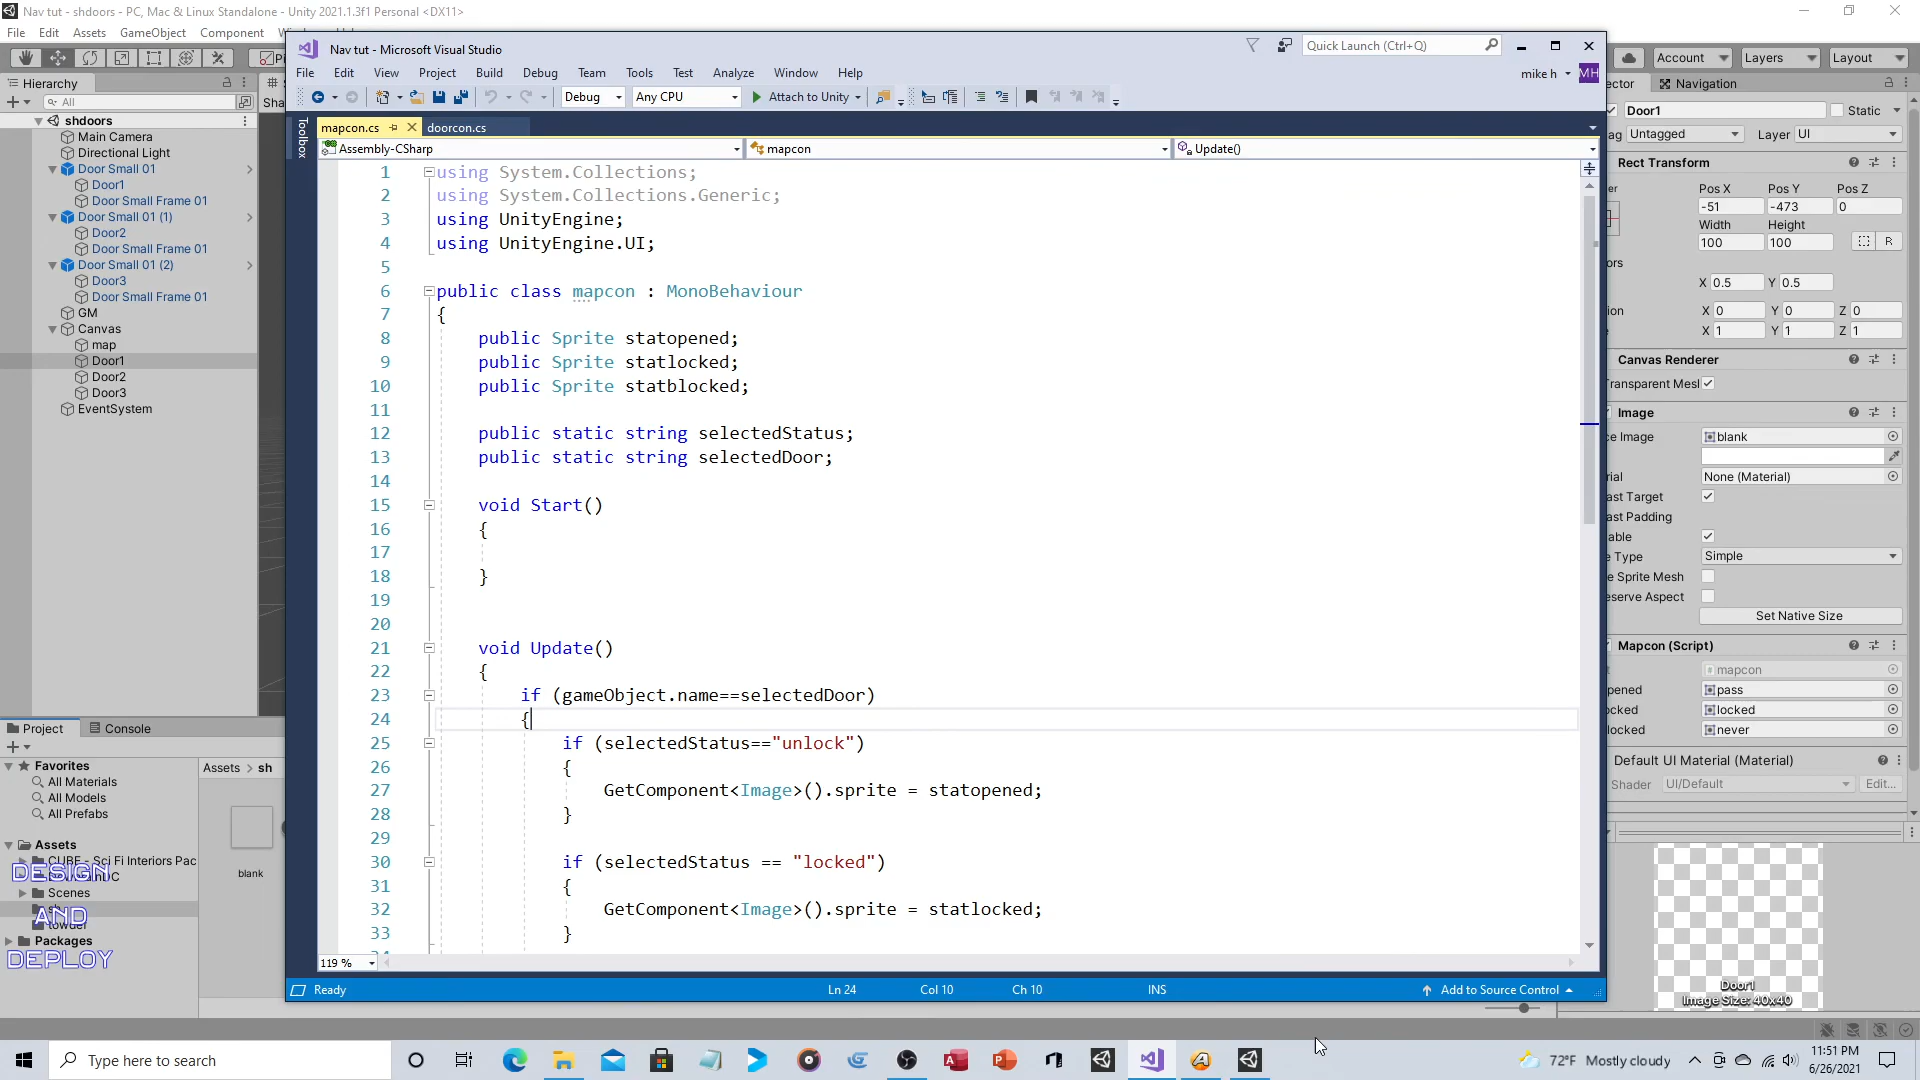 Nav tut - shdoors - PC, Mac & Linux Standalone - Unity 2021.1.3f1 Personal <DX11>
File Edit Assets GameObject Component
Account Layers Layout
Hierarchy
All
shdoors
Main Camera
Directional Light
Door Small 01
Door1
Door Small Frame 01
Door Small 01 (1)
Door2
Door Small Frame 01
Door Small 01 (2)
Door3
Door Small Frame 01
GM
Canvas
map
Door1
Door2
Door3
EventSystem
Nav tut - Microsoft Visual Studio
Quick Launch (Ctrl+Q)
File Edit View Project Build Debug Team Tools Test Analyze Window Help
mike h MH
Debug Any CPU Attach to Unity
Toolbox
mapcon.cs doorcon.cs
Assembly-CSharp mapcon Update()
1 using System.Collections;
2 using System.Collections.Generic;
3 using UnityEngine;
4 using UnityEngine.UI;
5
6 public class mapcon : MonoBehaviour
7 {
8 public Sprite statopened;
9 public Sprite statlocked;
10 public Sprite statblocked;
11
12 public static string selectedStatus;
13 public static string selectedDoor;
14
15 void Start()
16 {
17
18 }
19
20
21 void Update()
22 {
23 if (gameObject.name==selectedDoor)
24 {
25 if (selectedStatus=="unlock")
26 {
27 GetComponent<Image>().sprite = statopened;
28 }
29
30 if (selectedStatus == "locked")
31 {
32 GetComponent<Image>().sprite = statlocked;
33 }
119 %
Ready Ln 24 Col 10 Ch 10 INS Add to Source Control
Navigation
Door1 Static
Untagged Layer UI
Rect Transform
Pos X Pos Y Pos Z
-51 -473 0
Width Height
100 100 R
X 0.5 Y 0.5
X 0 Y 0 Z 0
X 1 Y 1 Z 1
Canvas Renderer
Image
blank
None (Material)
Target
Padding
Simple
Sprite Mesh
Aspect
Set Native Size
Mapcon (Script)
mapcon
pass
locked
never
Default UI Material (Material)
Shader UI/Default Edit...
Door1
Image Size: 40x40
Project Console
Favorites
All Materials
All Models
All Prefabs
Assets
CUBE - Sci Fi Interiors Pac
Scenes
Packages
Assets > sh
blank
DESIGN
AND
DEPLOY
Type here to search
72°F Mostly cloudy
11:51 PM
6/26/2021